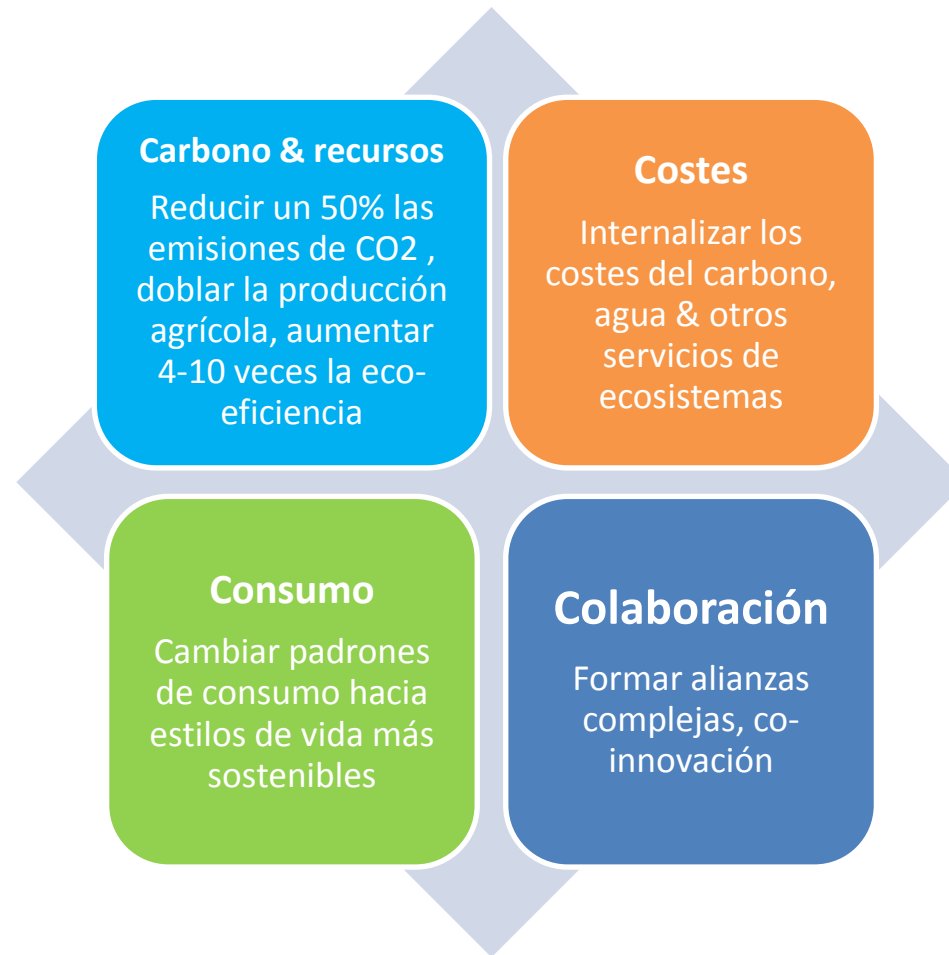 Carbono & recursos
Reducir un 50% las
emisiones de CO2 ,
doblar la producción
agrícola, aumentar
4-10 veces la eco-
eficiencia
Costes
Internalizar los
costes del carbono,
agua & otros
servicios de
ecosistemas
Consumo
Cambiar padrones
de consumo hacia
estilos de vida más
sostenibles
Colaboración
Formar alianzas
complejas, co-
innovación